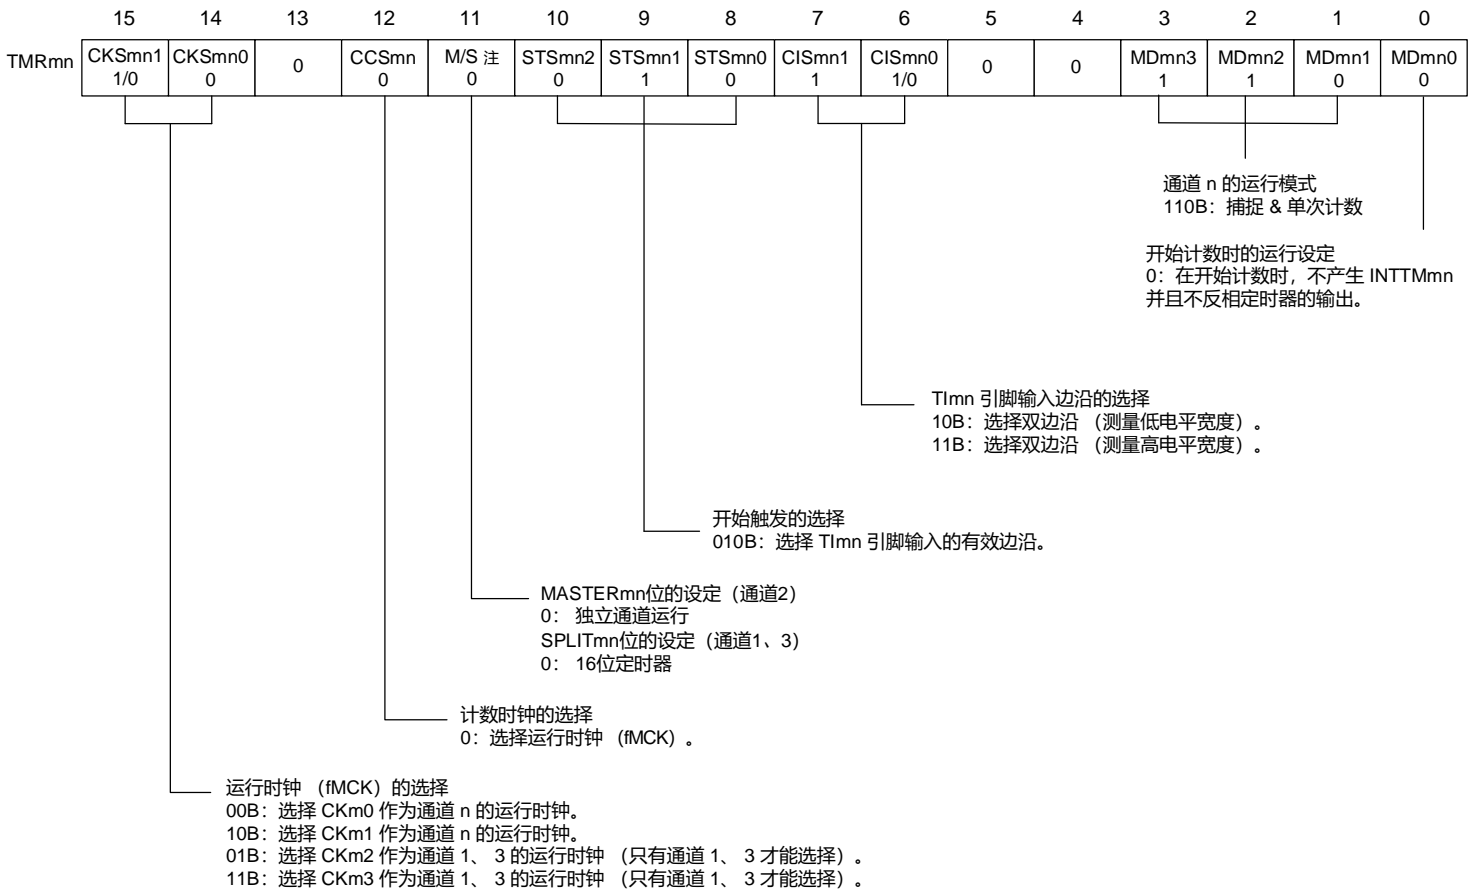 15 14 13 12 11 10 9 8 7 6 5 4 3 2 1 0
TMRmn CKSmn1 CKSmn0 0 CCSmn M/S 注 STSmn2 STSmn1 STSmn0 CISmn1 CISmn0 0 0 MDmn3 MDmn2 MDmn1 MDmn0
1/0 0 0 0 0 1 0 1 1/0 1 1 0 0
通道 n 的运行模式
110B：捕捉 & 单次计数
开始计数时的运行设定
0：在开始计数时，不产生 INTTMmn
并且不反相定时器的输出。
TImn 引脚输入边沿的选择
10B：选择双边沿 （测量低电平宽度）。
11B：选择双边沿 （测量高电平宽度）。
开始触发的选择
010B：选择 TImn 引脚输入的有效边沿。
MASTERmn位的设定（通道2）
0： 独立通道运行
SPLITmn位的设定（通道1、3）
0： 16位定时器
计数时钟的选择
0：选择运行时钟 （fMCK）。
运行时钟 （fMCK）的选择
00B：选择 CKm0 作为通道 n 的运行时钟。
10B：选择 CKm1 作为通道 n 的运行时钟。
01B：选择 CKm2 作为通道 1、 3 的运行时钟 （只有通道 1、 3 才能选择）。
11B：选择 CKm3 作为通道 1、 3 的运行时钟 （只有通道 1、 3 才能选择）。